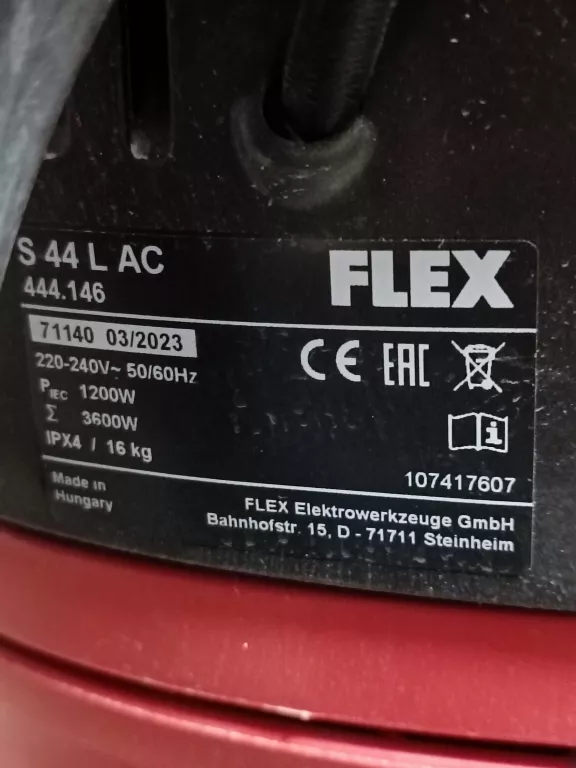 S 44 L AC
444.146
FLEX
71140 03/2023
220-240V~ 50/60Hz
PIEC 1200W
Σ 3600W
IPX4 / 16 kg
CE EAC
i
107417607
Made in
Hungary
FLEX Elektrowerkzeuge GmbH
Bahnhofstr. 15, D - 71711 Steinheim